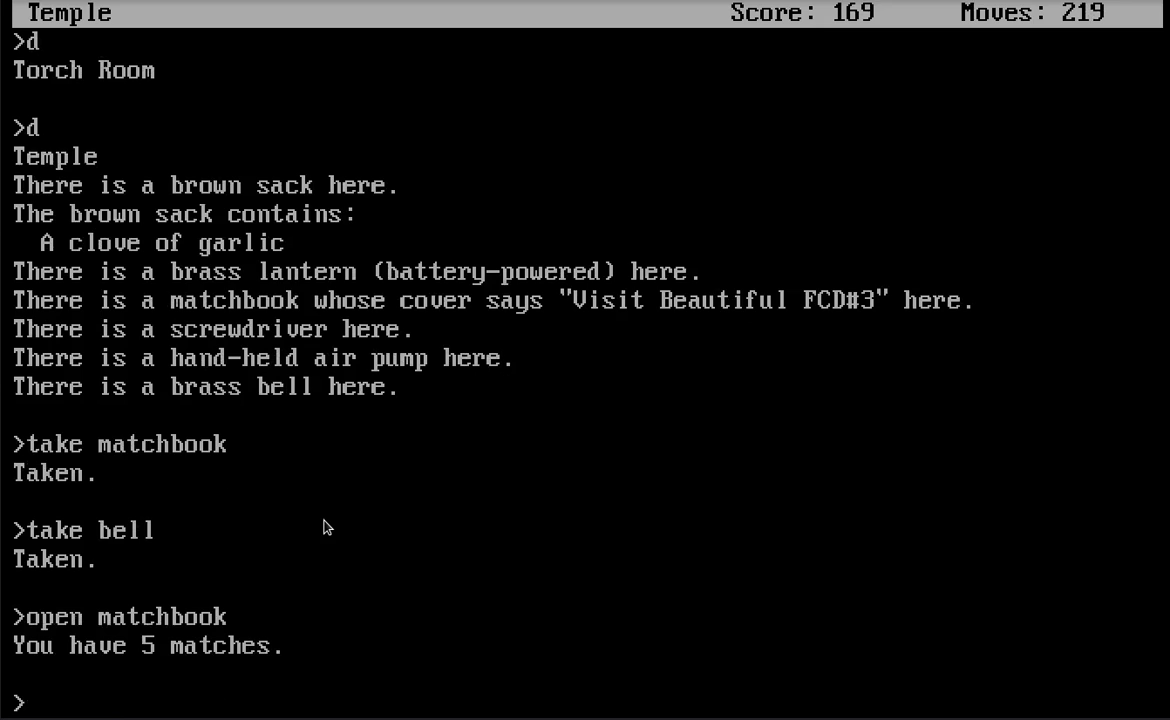 Temple Score: 169 Moves: 219
>d
Torch Room
>d
Temple
There is a brown sack here.
The brown sack contains:
A clove of garlic
There is a brass lantern (battery-powered) here.
There is a matchbook whose cover says "Visit Beautiful FCD#3" here.
There is a screwdriver here.
There is a hand-held air pump here.
There is a brass bell here.
>take matchbook
Taken.
>take bell
Taken.
>open matchbook
You have 5 matches.
>